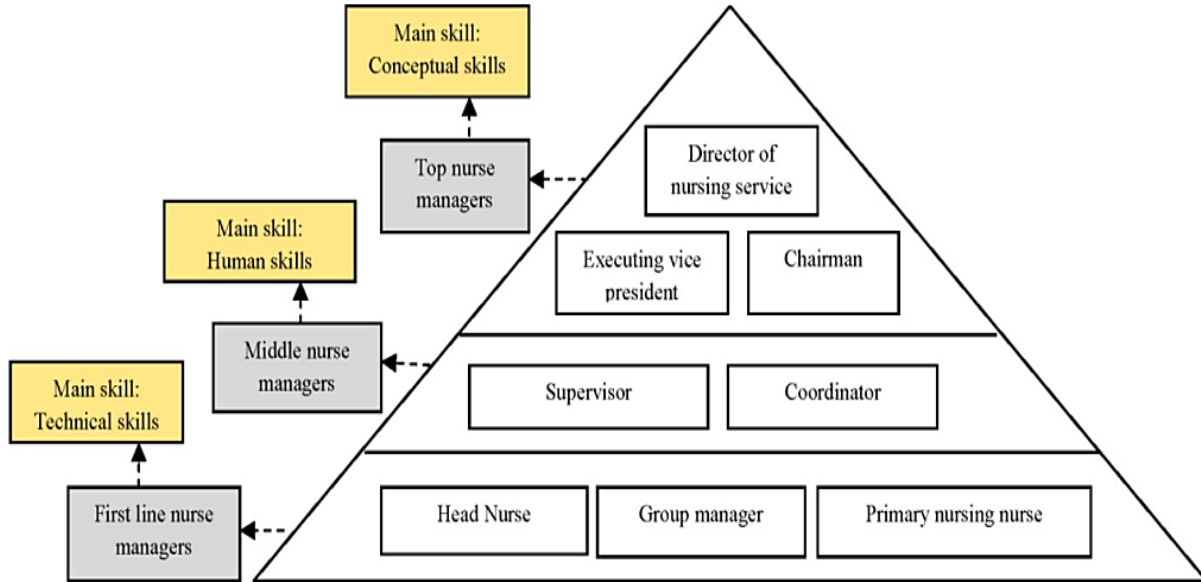 Main skill:
Conceptual skills
Top nurse
managers
Director of
nursing service
Executing vice
president
Chairman
Main skill:
Human skills
Middle nurse
managers
Supervisor
Coordinator
Main skill:
Technical skills
First line nurse
managers
Head Nurse
Group manager
Primary nursing nurse